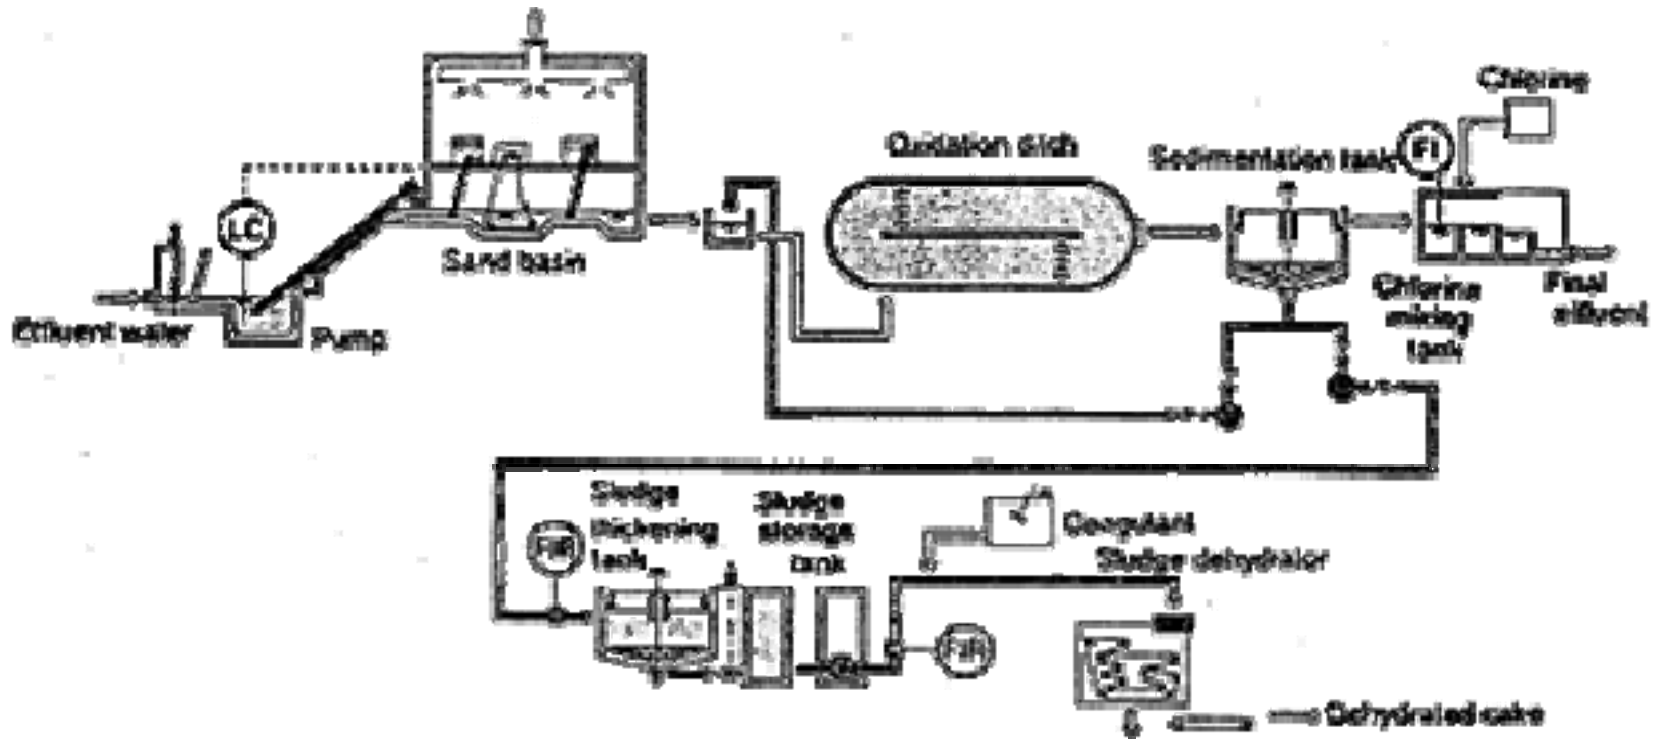 Chlorine
Oxidation ditch
Sedimentation tank
FI
LC
Sand basin
Effluent water
Pump
Chlorine
mixing
tank
Final
effluent
Sludge
thickening
tank
Sludge
storage
tank
Coagulant
Sludge dehydrator
FIR
FIR
Dehydrated cake